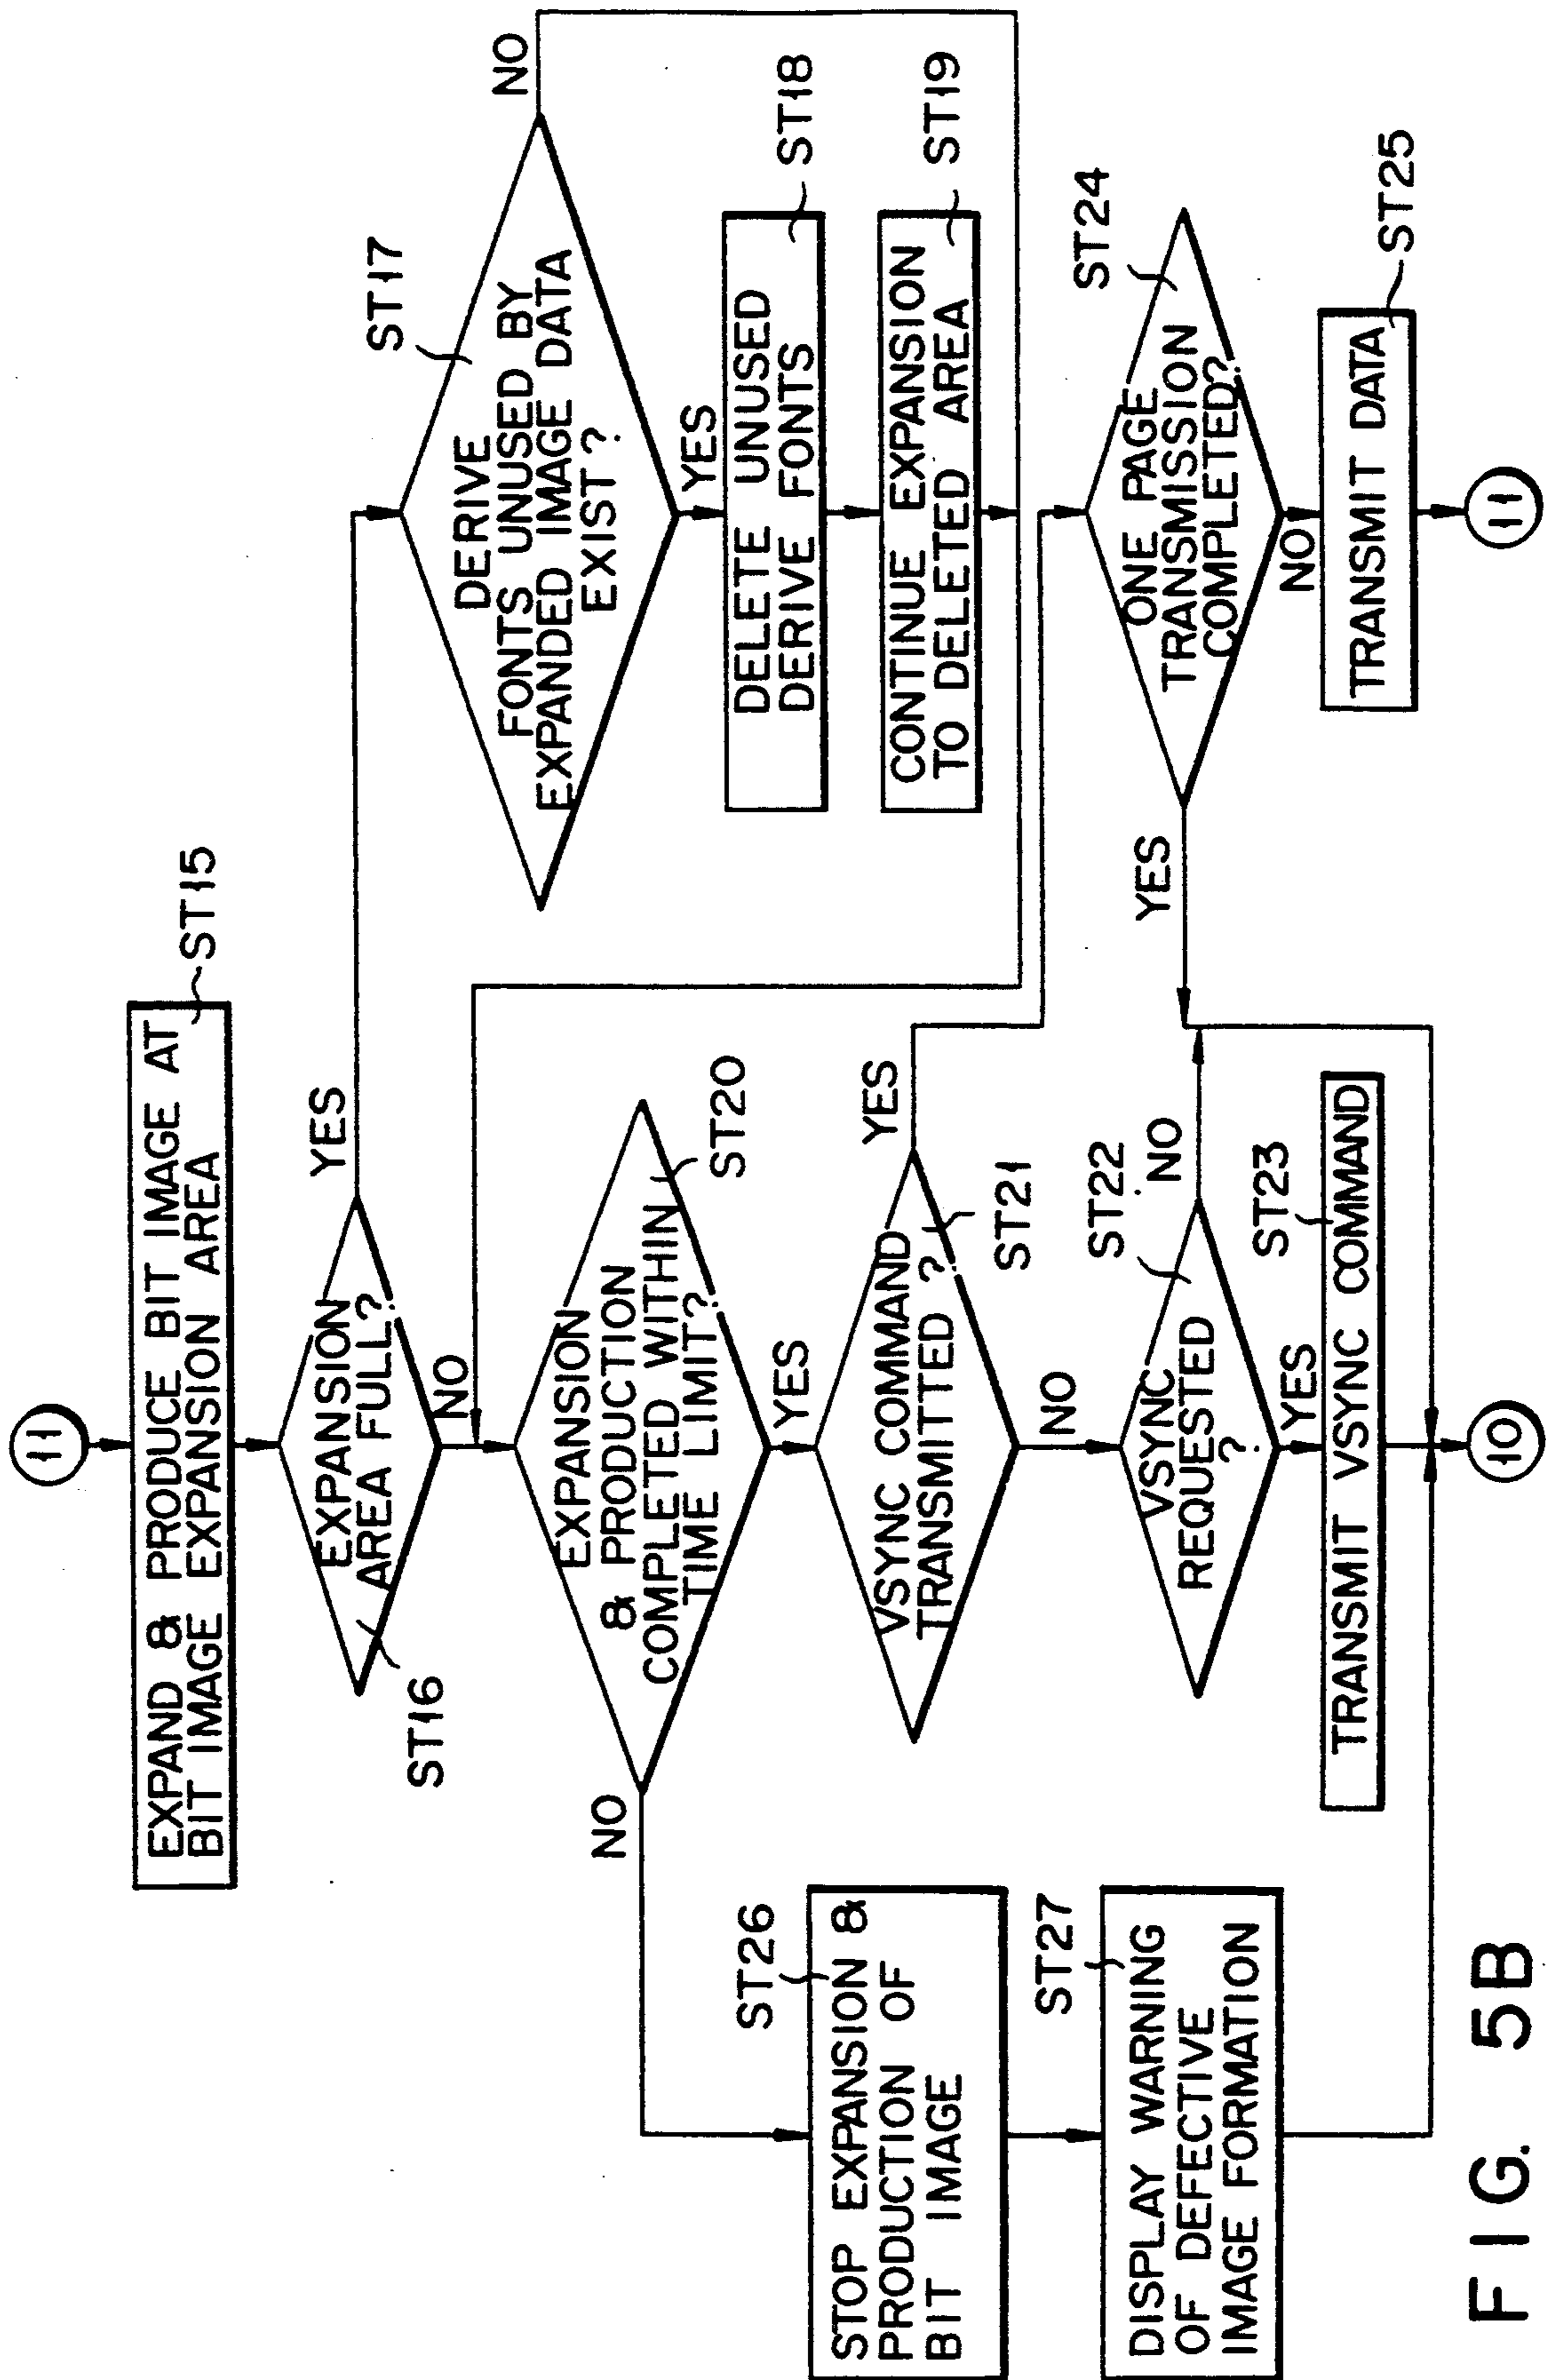 11
EXPAND & PRODUCE BIT IMAGE AT
BIT IMAGE EXPANSION AREA
ST15
EXPANSION
AREA FULL?
ST16
YES
NO
DERIVE
FONTS UNUSED BY
EXPANDED IMAGE DATA
EXIST?
ST17
NO
YES
DELETE UNUSED
DERIVE FONTS
ST18
CONTINUE EXPANSION
TO DELETED AREA
ST19
EXPANSION
& PRODUCTION
COMPLETED WITHIN
TIME LIMIT?
ST20
NO
YES
VSYNC COMMAND
TRANSMITTED ?
ST21
YES
NO
VSYNC
REQUESTED
?
ST22
NO
YES
TRANSMIT VSYNC COMMAND
ST23
ONE PAGE
TRANSMISSION
COMPLETED?
ST24
YES
NO
TRANSMIT DATA
ST25
11
STOP EXPANSION &
PRODUCTION OF
BIT IMAGE
ST26
DISPLAY WARNING
OF DEFECTIVE
IMAGE FORMATION
ST27
10
FIG. 5B